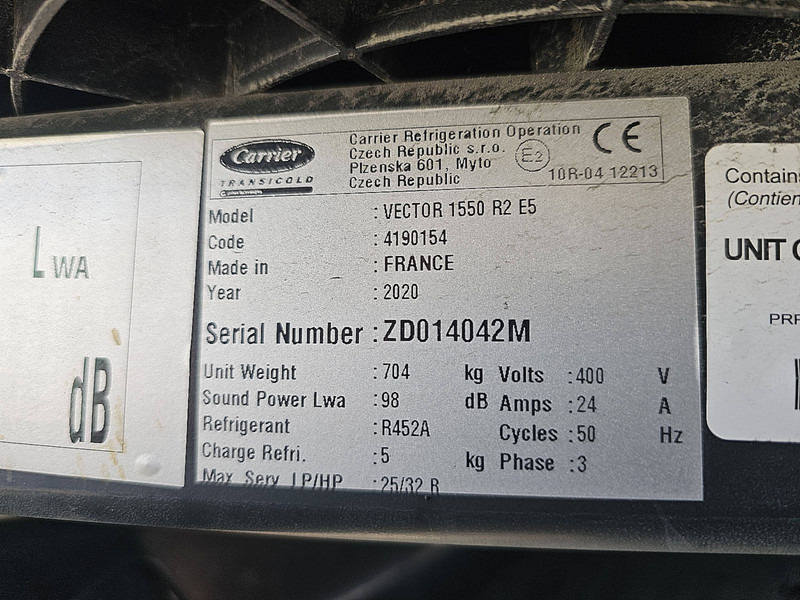 LWA
dB
Carrier
TRANSICOLD
Carrier Refrigeration Operation
Czech Republic s.r.o.
Plzenska 601, Myto
Czech Republic
E2
CE
10R-04 12213
Model : VECTOR 1550 R2 E5
Code : 4190154
Made in : FRANCE
Year : 2020
Serial Number : ZD014042M
Unit Weight : 704 kg Volts : 400 V
Sound Power Lwa : 98 dB Amps : 24 A
Refrigerant : R452A Cycles : 50 Hz
Charge Refri. : 5 kg Phase : 3
Max Serv LP/HP : 25/32 B
Contains
(Contien
UNIT
PRF